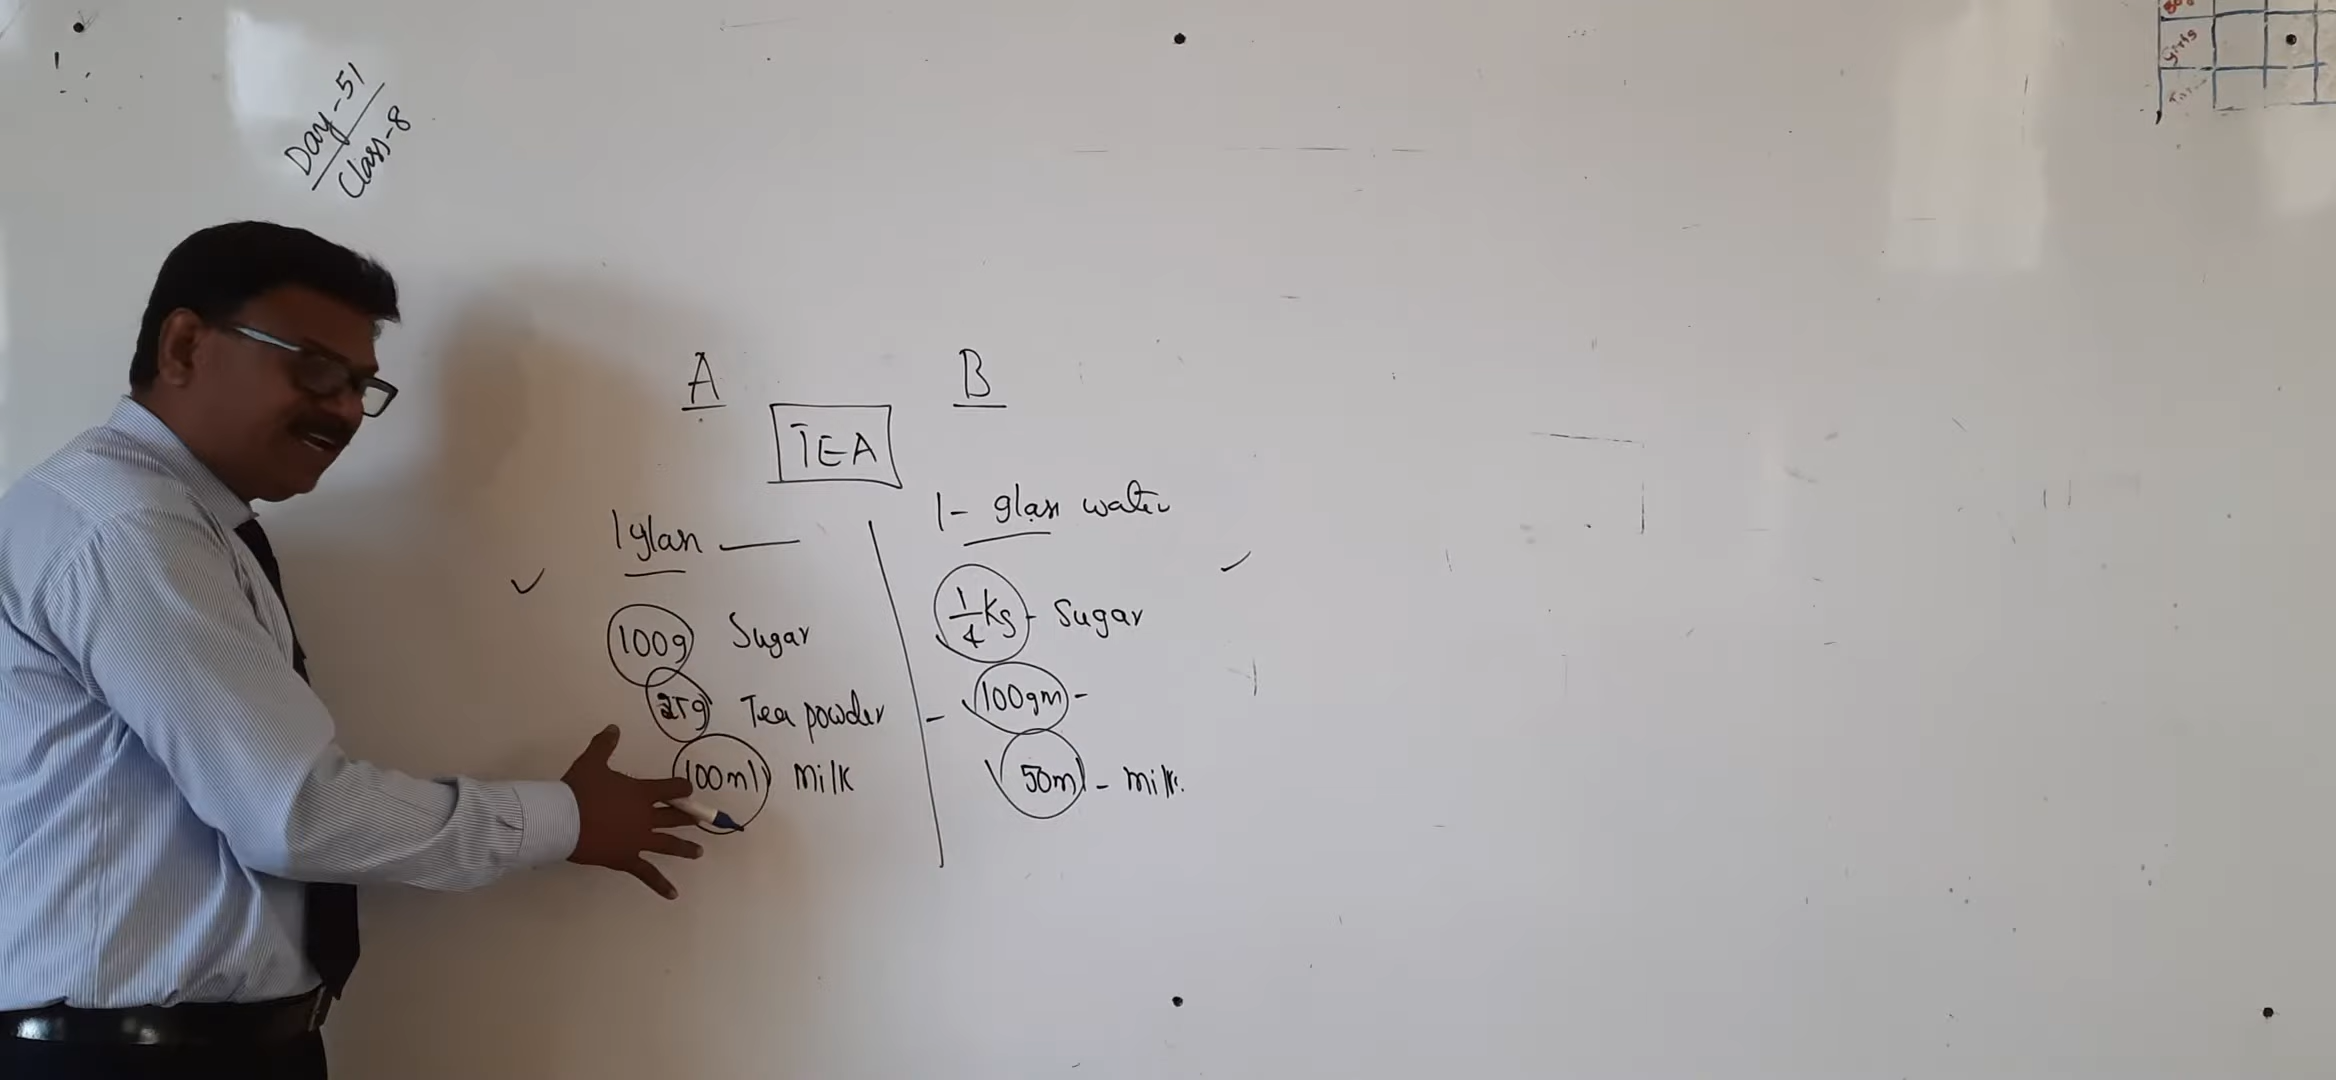 Day-51
Class-8
Girls
A
B
TEA
1 glass
100g Sugar
25g Tea powder
100ml Milk
1- glass water
1/4 Kg - Sugar
- 100gm -
50ml - milk